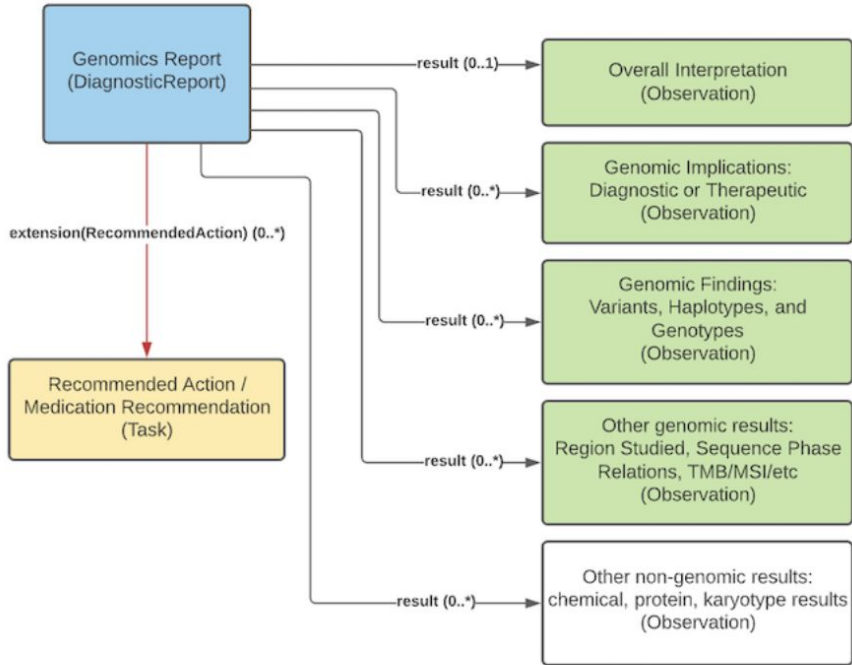 Genomics Report
(DiagnosticReport)
result (0..1)
Overall Interpretation
(Observation)
result (0..*)
Genomic Implications:
Diagnostic or Therapeutic
(Observation)
extension(RecommendedAction) (0..*)
result (0..*)
Genomic Findings:
Variants, Haplotypes, and
Genotypes
(Observation)
Recommended Action /
Medication Recommendation
(Task)
result (0..*)
Other genomic results:
Region Studied, Sequence Phase
Relations, TMB/MSI/etc
(Observation)
result (0..*)
Other non-genomic results:
chemical, protein, karyotype results
(Observation)